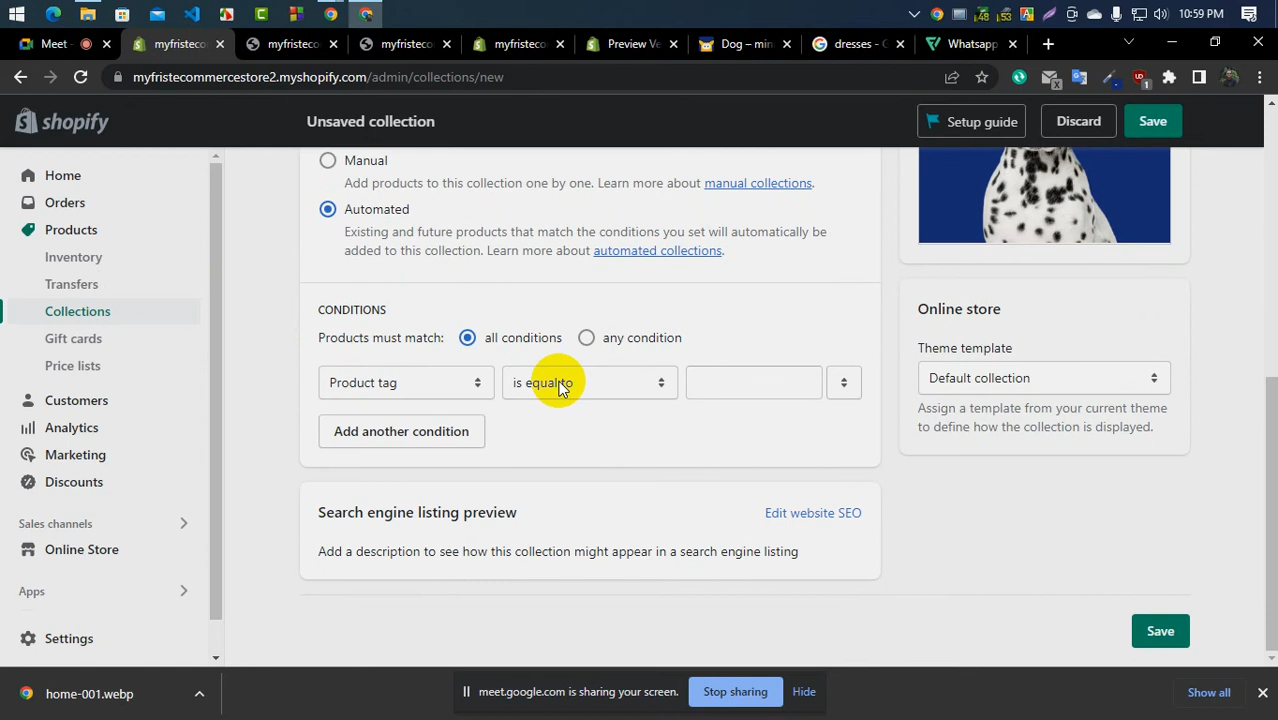 48 53 10:59 PM
Meet - myfristeco myfristeco myfristeco myfristeco Preview Ve Dog – min dresses - G Whatsapp
myfristecommercestore2.myshopify.com/admin/collections/new
shopify Unsaved collection Setup guide Discard Save
Home
Orders
Products
Inventory
Transfers
Collections
Gift cards
Price lists
Customers
Analytics
Marketing
Discounts
Sales channels
Online Store
Apps
Settings
Manual
Add products to this collection one by one. Learn more about manual collections.
Automated
Existing and future products that match the conditions you set will automatically be
added to this collection. Learn more about automated collections.
CONDITIONS
Products must match: all conditions any condition
Product tag is equal to
Add another condition
Search engine listing preview Edit website SEO
Add a description to see how this collection might appear in a search engine listing
Online store
Theme template
Default collection
Assign a template from your current theme
to define how the collection is displayed.
Save
home-001.webp meet.google.com is sharing your screen. Stop sharing Hide Show all